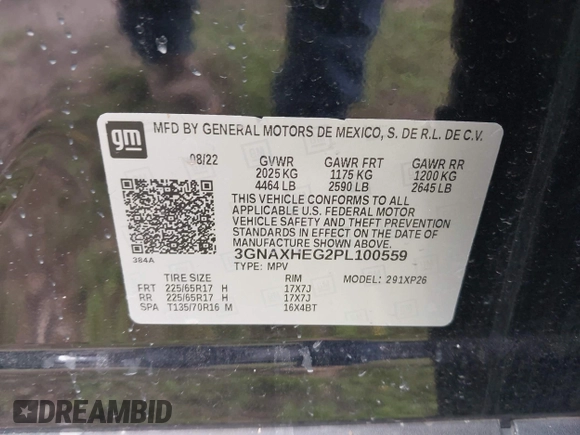 gm
MFD BY GENERAL MOTORS DE MEXICO, S. DE R.L. DE C.V.
08/22 GVWR GAWR FRT GAWR RR
2025 KG 1175 KG 1200 KG
4464 LB 2590 LB 2645 LB
THIS VEHICLE CONFORMS TO ALL
APPLICABLE U.S. FEDERAL MOTOR
VEHICLE SAFETY AND THEFT PREVENTION
STANDARDS IN EFFECT ON THE DATE OF
MANUFACTURE SHOWN ABOVE.
384A
3GNAXHEG2PL100559
TYPE: MPV MODEL: 291XP26
TIRE SIZE RIM
FRT 225/65R17 H 17X7J
RR 225/65R17 H 17X7J
SPA T135/70R16 M 16X4BT
DREAMBID